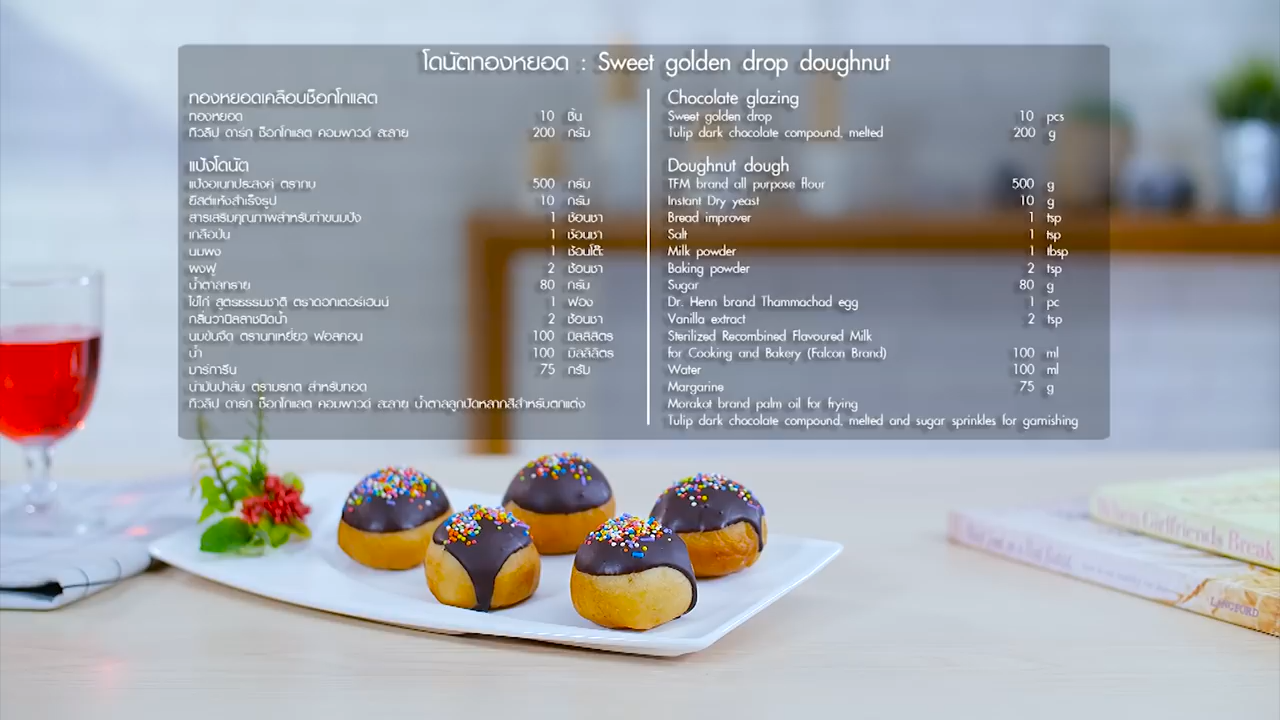 โดนัตทองหยอด : Sweet golden drop doughnut
ทองหยอดเคลือบช็อกโกแลต
ทองหยอด 10 ชิ้น
ทิวลิป ดาร์ก ช็อกโกแลต คอมพาวด์ ละลาย 200 กรัม
แป้งโดนัต
แป้งอเนกประสงค์ ตรากบ 500 กรัม
ยีสต์แห้งสำเร็จรูป 10 กรัม
สารเสริมคุณภาพสำหรับทำขนมปัง 1 ช้อนชา
เกลือป่น 1 ช้อนชา
นมผง 1 ช้อนโต๊ะ
ผงฟู 2 ช้อนชา
น้ำตาลทราย 80 กรัม
ไข่ไก่ สูตรธรรมชาติ ตราดอกเตอร์เฮนน์ 1 ฟอง
กลิ่นวานิลลาชนิดน้ำ 2 ช้อนชา
นมข้นจืด ตรานกเหยี่ยว ฟอลคอน 100 มิลลิลิตร
น้ำ 100 มิลลิลิตร
มาร์การีน 75 กรัม
น้ำมันปาล์ม ตรามรกต สำหรับทอด
ทิวลิป ดาร์ก ช็อกโกแลต คอมพาวด์ ละลาย น้ำตาลลูกปัดหลากสีสำหรับตกแต่ง
Chocolate glazing
Sweet golden drop 10 pcs
Tulip dark chocolate compound, melted 200 g
Doughnut dough
TFM brand all purpose flour 500 g
Instant Dry yeast 10 g
Bread improver 1 tsp
Salt 1 tsp
Milk powder 1 tbsp
Baking powder 2 tsp
Sugar 80 g
Dr. Henn brand Thammachad egg 1 pc
Vanilla extract 2 tsp
Sterilized Recombined Flavoured Milk
for Cooking and Bakery (Falcon Brand) 100 ml
Water 100 ml
Margarine 75 g
Morakot brand palm oil for frying
Tulip dark chocolate compound, melted and sugar sprinkles for garnishing
Girlfriends Break
LANGFORD